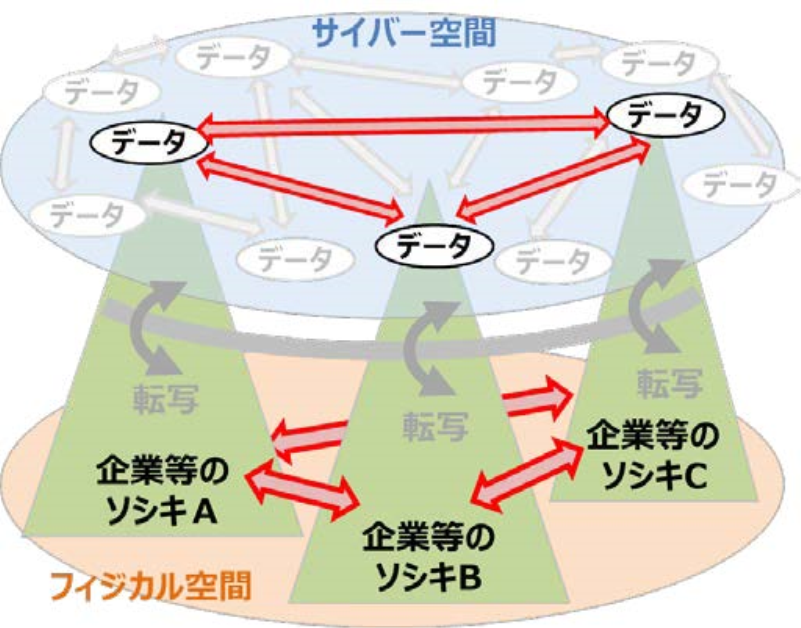 サイバー空間
データ
データ
データ
データ
データ
データ
データ
データ
データ
データ
データ
転写
転写
転写
企業等の
ソシキA
企業等の
ソシキB
企業等の
ソシキC
フィジカル空間